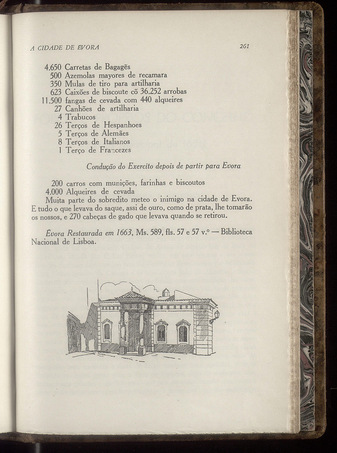 A CIDADE DE EVORA 261
4.650 Carretas de Bagagēs
500 Azemolas mayores de recamara
350 Mulas de tiro para artilharia
623 Caixões de biscoute cõ 36.252 arrobas
11.500 fangas de cevada com 440 alqueires
27 Canhões de artilharia
4 Trabucos
26 Terços de Hespanhoes
5 Terços de Alemães
8 Terços de Italianos
1 Terço de Francezes
Condução do Exercito depois de partir para Evora
200 carros com munições, farinhas e biscoutos
4.000 Alqueires de cevada
Muita parte do sobredito meteo o inimigo na cidade de Evora.
E tudo o que levava do saque, assi de ouro, como de prata, lhe tomarão
os nossos, e 270 cabeças de gado que levava quando se retirou.
Évora Restaurada em 1663, Ms. 589, fls. 57 e 57 v.º — Biblioteca
Nacional de Lisboa.